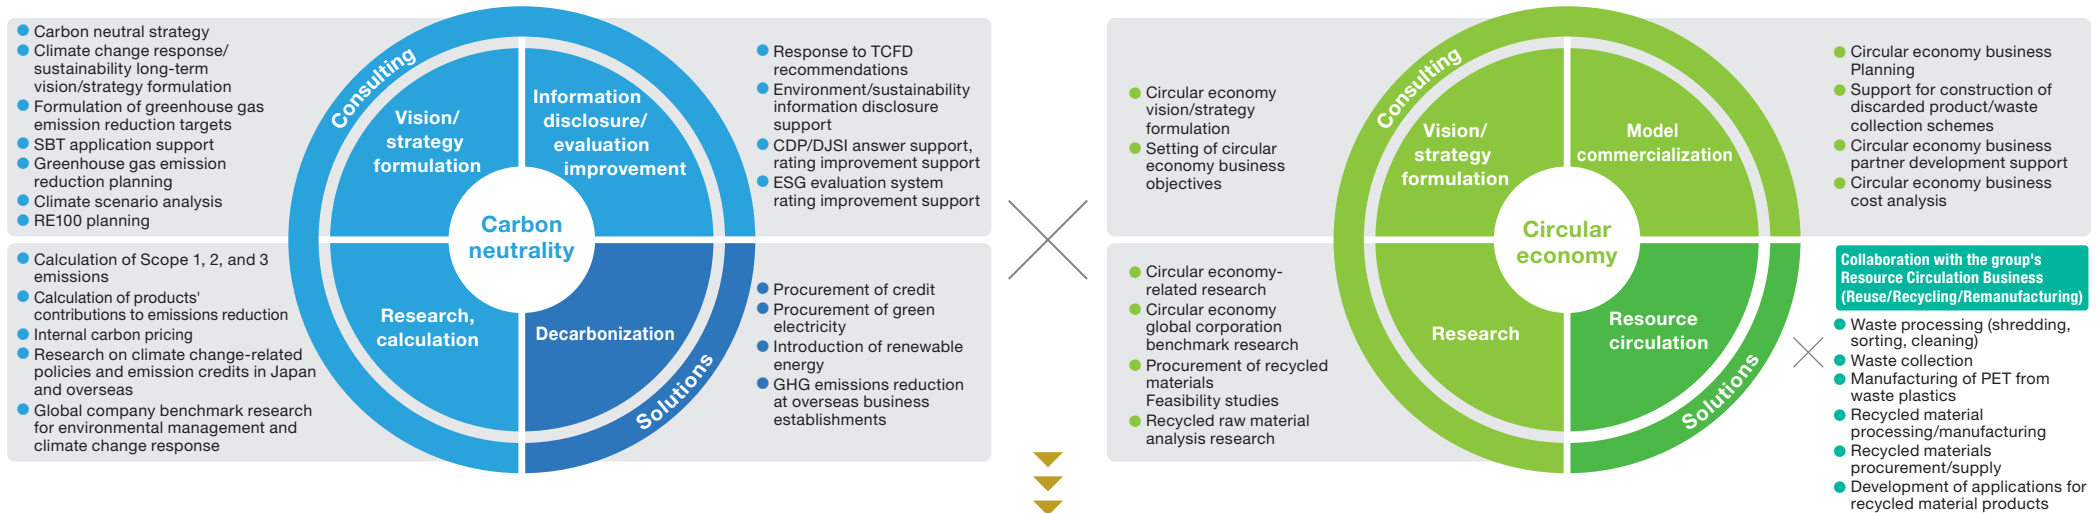 Carbon neutral strategy
Climate change response/
sustainability long-term
vision/strategy formulation
Formulation of greenhouse gas
emission reduction targets
SBT application support
Greenhouse gas emission
reduction planning
Climate scenario analysis
RE100 planning
Calculation of Scope 1, 2, and 3
emissions
Calculation of products'
contributions to emissions reduction
Internal carbon pricing
Research on climate change-related
policies and emission credits in Japan
and overseas
Global company benchmark research
for environmental management and
climate change response
Consulting
Vision/
strategy
formulation
Information
disclosure/
evaluation
improvement
Carbon
neutrality
Research,
calculation
Decarbonization
Solutions
Response to TCFD
recommendations
Environment/sustainability
information disclosure
support
CDP/DJSI answer support,
rating improvement support
ESG evaluation system
rating improvement support
Procurement of credit
Procurement of green
electricity
Introduction of renewable
energy
GHG emissions reduction
at overseas business
establishments
Circular economy
vision/strategy
formulation
Setting of circular
economy business
objectives
Circular economy-
related research
Circular economy
global corporation
benchmark research
Procurement of recycled
materials
Feasibility studies
Recycled raw material
analysis research
Consulting
Vision/
strategy
formulation
Model
commercialization
Circular
economy
Research
Resource
circulation
Solutions
Circular economy business
Planning
Support for construction of
discarded product/waste
collection schemes
Circular economy business
partner development support
Circular economy business
cost analysis
Collaboration with the group's
Resource Circulation Business
(Reuse/Recycling/Remanufacturing)
Waste processing (shredding,
sorting, cleaning)
Waste collection
Manufacturing of PET from
waste plastics
Recycled material
processing/manufacturing
Recycled materials
procurement/supply
Development of applications for
recycled material products